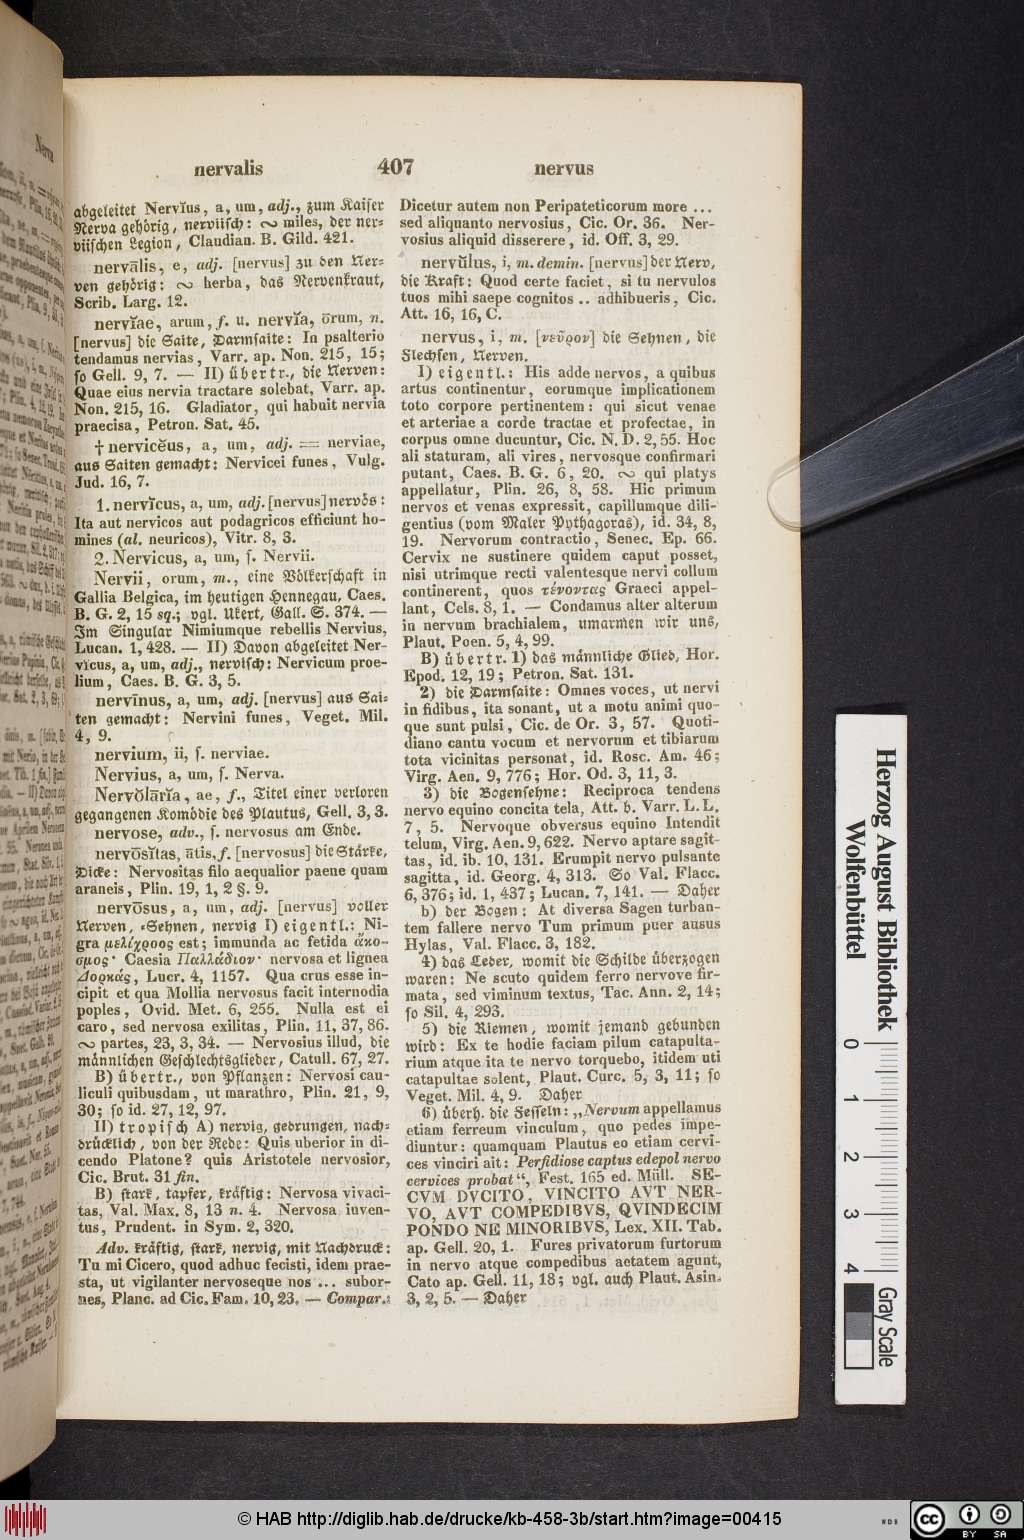 nervalis 407 nervus
abgeleitet Nervĭus, a, um, adj., zum Kaiser
Nerva gehörig, nerviisch: ∾ miles, der ner-
viischen Legion, Claudian. B. Gild. 421.
nervālis, e, adj. [nervus] zu den Ner-
ven gehörig: ∾ herba, das Nervenkraut,
Scrib. Larg. 12.
nervĭae, arum, f. u. nervĭa, ōrum, n.
[nervus] die Saite, Darmsaite: In psalterio
tendamus nervias, Varr. ap. Non. 215, 15;
so Gell. 9, 7. — II) übertr., die Nerven:
Quae eius nervia tractare solebat, Varr. ap.
Non. 215, 16. Gladiator, qui habuit nervia
praecisa, Petron. Sat. 45.
†nervicĕus, a, um, adj. = nerviae,
aus Saiten gemacht: Nervicei funes, Vulg.
Jud. 16, 7.
1. nervĭcus, a, um, adj. [nervus] nervös:
Ita aut nervicos aut podagricos efficiunt ho-
mines (al. neuricos), Vitr. 8, 3.
2. Nervicus, a, um, s. Nervii.
Nervii, orum, m., eine Völkerschaft in
Gallia Belgica, im heutigen Hennegau, Caes.
B. G. 2, 15 sq.; vgl. Ukert, Gall. S. 374. —
Im Singular Nimiumque rebellis Nervius,
Lucan. 1, 428. — II) Davon abgeleitet Ner-
vĭcus, a, um, adj., nervisch: Nervicum proe-
lium, Caes. B. G. 3, 5.
nervīnus, a, um, adj. [nervus] aus Sai-
ten gemacht: Nervini funes, Veget. Mil.
4, 9.
nervium, ii, s. nerviae.
Nervius, a, um, s. Nerva.
Nervŏlārĭa, ae, f., Titel einer verloren
gegangenen Komödie des Plautus, Gell. 3, 3.
nervose, adv., s. nervosus am Ende.
nervōsĭtas, ātis, f. [nervosus] die Stärke,
Dicke: Nervositas filo aequalior paene quam
araneis, Plin. 19, 1, 2 §. 9.
nervōsus, a, um, adj. [nervus] voller
Nerven, -Sehnen, nervig I) eigentl.: Ni-
gra μελίχροος est; immunda ac fetida ἄκο-
σμος· Caesia Παλλάδιον· nervosa et lignea
Δορκάς, Lucr. 4, 1157. Qua crus esse in-
cipit et qua Mollia nervosus facit internodia
poples, Ovid. Met. 6, 255. Nulla est ei
caro, sed nervosa exilitas, Plin. 11, 37, 86.
∾ partes, 23, 3, 34. — Nervosius illud, die
männlichen Geschlechtsglieder, Catull. 67, 27.
B) übertr., von Pflanzen: Nervosi cau-
liculi quibusdam, ut marathro, Plin. 21, 9,
30; so id. 27, 12, 97.
II) tropisch A) nervig, gedrungen, nach-
drücklich, von der Rede: Quis uberior in di-
cendo Platone? quis Aristotele nervosior,
Cic. Brut. 31 fin.
B) stark, tapfer, kräftig: Nervosa vivaci-
tas, Val. Max. 8, 13 n. 4. Nervosa iuven-
tus, Prudent. in Sym. 2, 320.
Adv. kräftig, stark, nervig, mit Nachdruck:
Tu mi Cicero, quod adhuc fecisti, idem prae-
sta, ut vigilanter nervoseque nos ... subor-
nes, Planc. ad Cic. Fam. 10, 23. — Compar.:
Dicetur autem non Peripateticorum more ...
sed aliquanto nervosius, Cic. Or. 36. Ner-
vosius aliquid disserere, id. Off. 3, 29.
nervŭlus, i, m. demin. [nervus] der Nerv,
die Kraft: Quod certe faciet, si tu nervulos
tuos mihi saepe cognitos .. adhibueris, Cic.
Att. 16, 16, C.
nervus, i, m. [νεῦρον] die Sehnen, die
Flechsen, Nerven.
I) eigentl.: His adde nervos, a quibus
artus continentur, eorumque implicationem
toto corpore pertinentem: qui sicut venae
et arteriae a corde tractae et profectae, in
corpus omne ducuntur, Cic. N. D. 2, 55. Hoc
ali staturam, ali vires, nervosque confirmari
putant, Caes. B. G. 6, 20. ∾ qui platys
appellatur, Plin. 26, 8, 58. Hic primum
nervos et venas expressit, capillumque dili-
gentius (vom Maler Pythagoras), id. 34, 8,
19. Nervorum contractio, Senec. Ep. 66.
Cervix ne sustinere quidem caput posset,
nisi utrimque recti valentesque nervi collum
continerent, quos τένοντας Graeci appel-
lant, Cels. 8, 1. — Condamus alter alterum
in nervum brachialem, umarmen wir uns,
Plaut. Poen. 5, 4, 99.
B) übertr. 1) das männliche Glied, Hor.
Epod. 12, 19; Petron. Sat. 131.
2) die Darmsaite: Omnes voces, ut nervi
in fidibus, ita sonant, ut a motu animi quo-
que sunt pulsi, Cic. de Or. 3, 57. Quoti-
diano cantu vocum et nervorum et tibiarum
tota vicinitas personat, id. Rosc. Am. 46;
Virg. Aen. 9, 776; Hor. Od. 3, 11, 3.
3) die Bogensehne: Reciproca tendens
nervo equino concita tela, Att. b. Varr. L. L.
7, 5. Nervoque obversus equino Intendit
telum, Virg. Aen. 9, 622. Nervo aptare sagit-
tas, id. ib. 10, 131. Erumpit nervo pulsante
sagitta, id. Georg. 4, 313. So Val. Flacc.
6, 376; id. 1, 437; Lucan. 7, 141. — Daher
b) der Bogen: At diversa Sagen turban-
tem fallere nervo Tum primum puer ausus
Hylas, Val. Flacc. 3, 182.
4) das Leder, womit die Schilde überzogen
waren: Ne scuto quidem ferro nervove fir-
mata, sed viminum textus, Tac. Ann. 2, 14;
so Sil. 4, 293.
5) die Riemen, womit jemand gebunden
wird: Ex te hodie faciam pilum catapulta-
rium atque ita te nervo torquebo, itidem uti
catapultae solent, Plaut. Curc. 5, 3, 11; so
Veget. Mil. 4, 9. Daher
6) überh. die Fesseln: „Nervum appellamus
etiam ferreum vinculum, quo pedes impe-
diuntur: quamquam Plautus eo etiam cervi-
ces vinciri ait: Perfidiose captus edepol nervo
cervices probat“, Fest. 165 ed. Müll. SE-
CVM DVCITO, VINCITO AVT NER-
VO, AVT COMPEDIBVS, QVINDECIM
PONDO NE MINORIBVS, Lex. XII. Tab.
ap. Gell. 20, 1. Fures privatorum furtorum
in nervo atque compedibus aetatem agunt,
Cato ap. Gell. 11, 18; vgl. auch Plaut. Asin.
3, 2, 5. — Daher
Herzog August Bibliothek
Wolfenbüttel
0 1 2 3 4
Gray Scale
© HAB http://diglib.hab.de/drucke/kb-458-3b/start.htm?image=00415
WDB
cc BY SA